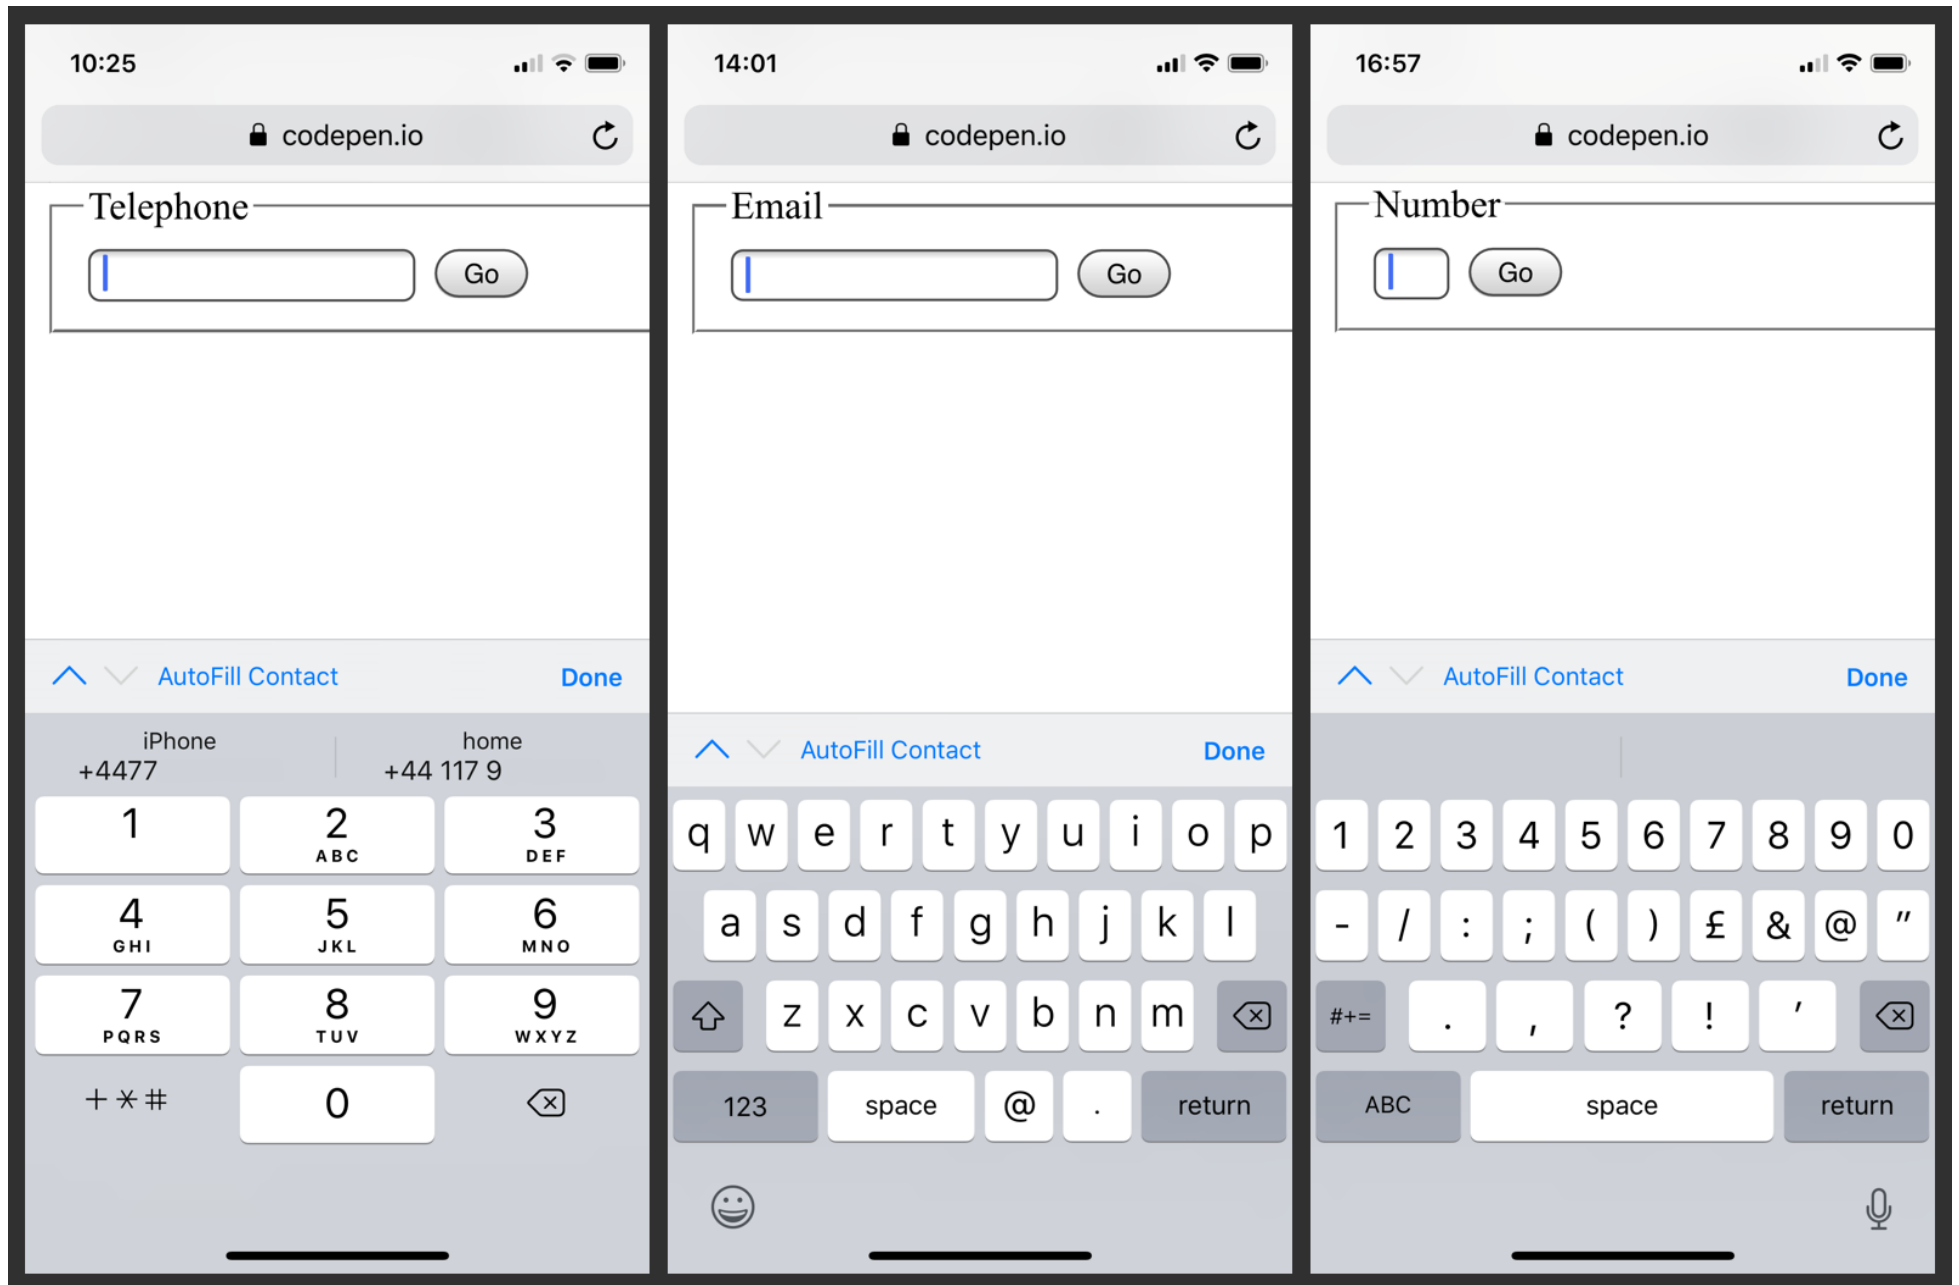 10:25
codepen.io
Telephone
Go
AutoFill Contact Done
iPhone home
+4477 +44 117 9
1 2 3
ABC DEF
4 5 6
GHI JKL MNO
7 8 9
PQRS TUV WXYZ
+*# 0
14:01
codepen.io
Email
Go
AutoFill Contact Done
q w e r t y u i o p
a s d f g h j k l
z x c v b n m
123 space @ . return
16:57
codepen.io
Number
Go
AutoFill Contact Done
1 2 3 4 5 6 7 8 9 0
- / : ; ( ) £ & @ "
#+= . , ? ! '
ABC space return